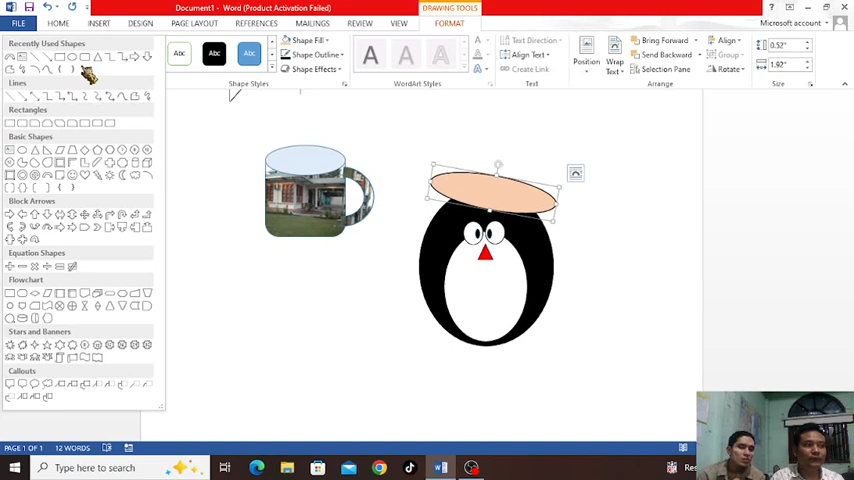 Document1 - Word (Product Activation Failed)
DRAWING TOOLS
FILE HOME INSERT DESIGN PAGE LAYOUT REFERENCES MAILINGS REVIEW VIEW FORMAT
Microsoft account
Recently Used Shapes
Lines
Rectangles
Basic Shapes
Block Arrows
Equation Shapes
Flowchart
Stars and Banners
Callouts
Abc Abc Abc
Shape Fill
Shape Outline
Shape Effects
Shape Styles
A A A
WordArt Styles
Text Direction
Align Text
Create Link
Text
Position
Wrap Text
Bring Forward
Send Backward
Selection Pane
Align
Group
Rotate
Arrange
0.52"
1.92"
Size
PAGE 1 OF 1 12 WORDS
Type here to search